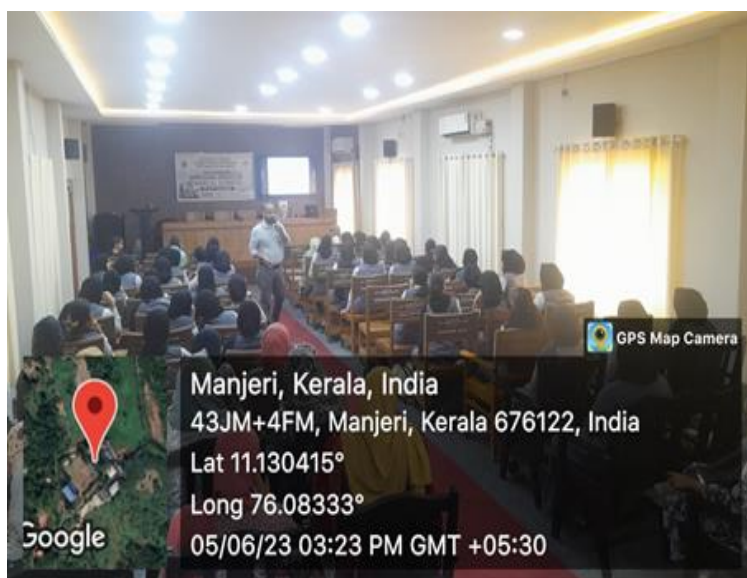 GPS Map Camera
Manjeri, Kerala, India
43JM+4FM, Manjeri, Kerala 676122, India
Lat 11.130415°
Long 76.08333°
05/06/23 03:23 PM GMT +05:30
Google